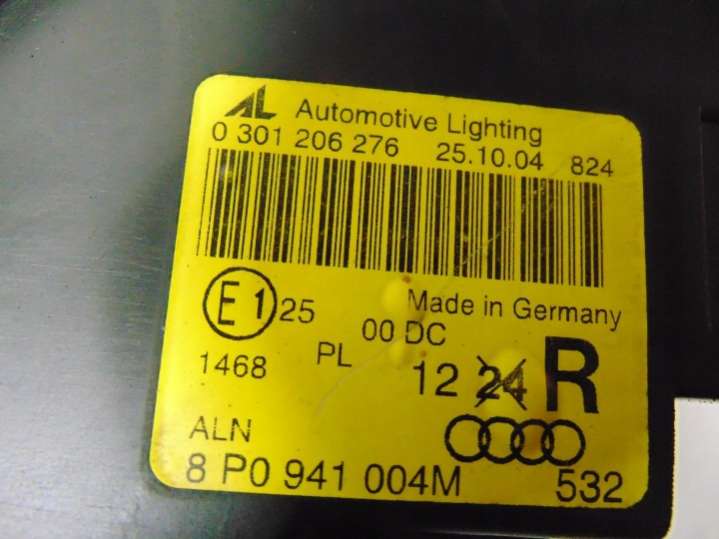 AL Automotive Lighting
0 301 206 276 25.10.04 824
Made in Germany
E1 25
00 DC
1468 PL 12 24 R
ALN
8 P0 941 004M 532